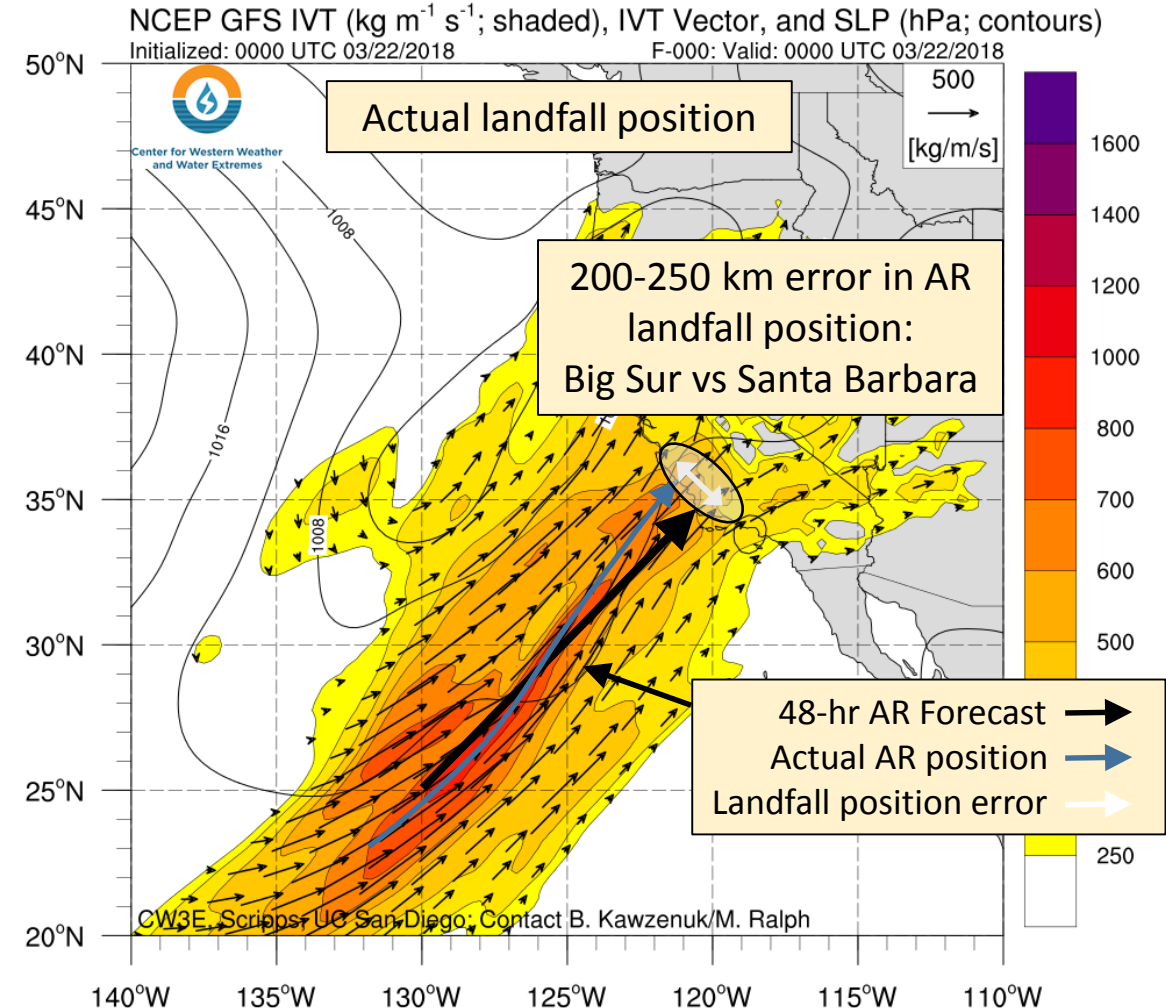 NCEP GFS IVT (kg m⁻¹ s⁻¹; shaded), IVT Vector, and SLP (hPa; contours)
Initialized: 0000 UTC 03/22/2018
F-000: Valid: 0000 UTC 03/22/2018
50°N
45°N
40°N
35°N
30°N
25°N
20°N
Center for Western Weather
and Water Extremes
Actual landfall position
500
[kg/m/s]
200-250 km error in AR
landfall position:
Big Sur vs Santa Barbara
1008
1016
1008
48-hr AR Forecast
Actual AR position
Landfall position error
1600
1400
1200
1000
800
700
600
500
250
CW3E, Scripps, UC San Diego; Contact B. Kawzenuk/M. Ralph
140°W
135°W
130°W
125°W
120°W
115°W
110°W